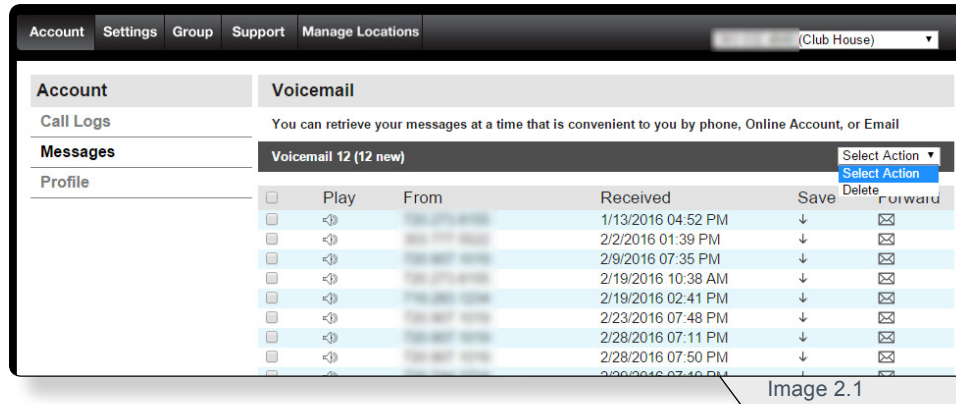 Account Settings Group Support Manage Locations (Club House)
Account
Call Logs
Messages
Profile
Voicemail
You can retrieve your messages at a time that is convenient to you by phone, Online Account, or Email
Voicemail 12 (12 new) Select Action
Select Action
Delete
Play From Received Save Forward
1/13/2016 04:52 PM
2/2/2016 01:39 PM
2/9/2016 07:35 PM
2/19/2016 10:38 AM
2/19/2016 02:41 PM
2/23/2016 07:48 PM
2/28/2016 07:11 PM
2/28/2016 07:50 PM
Image 2.1